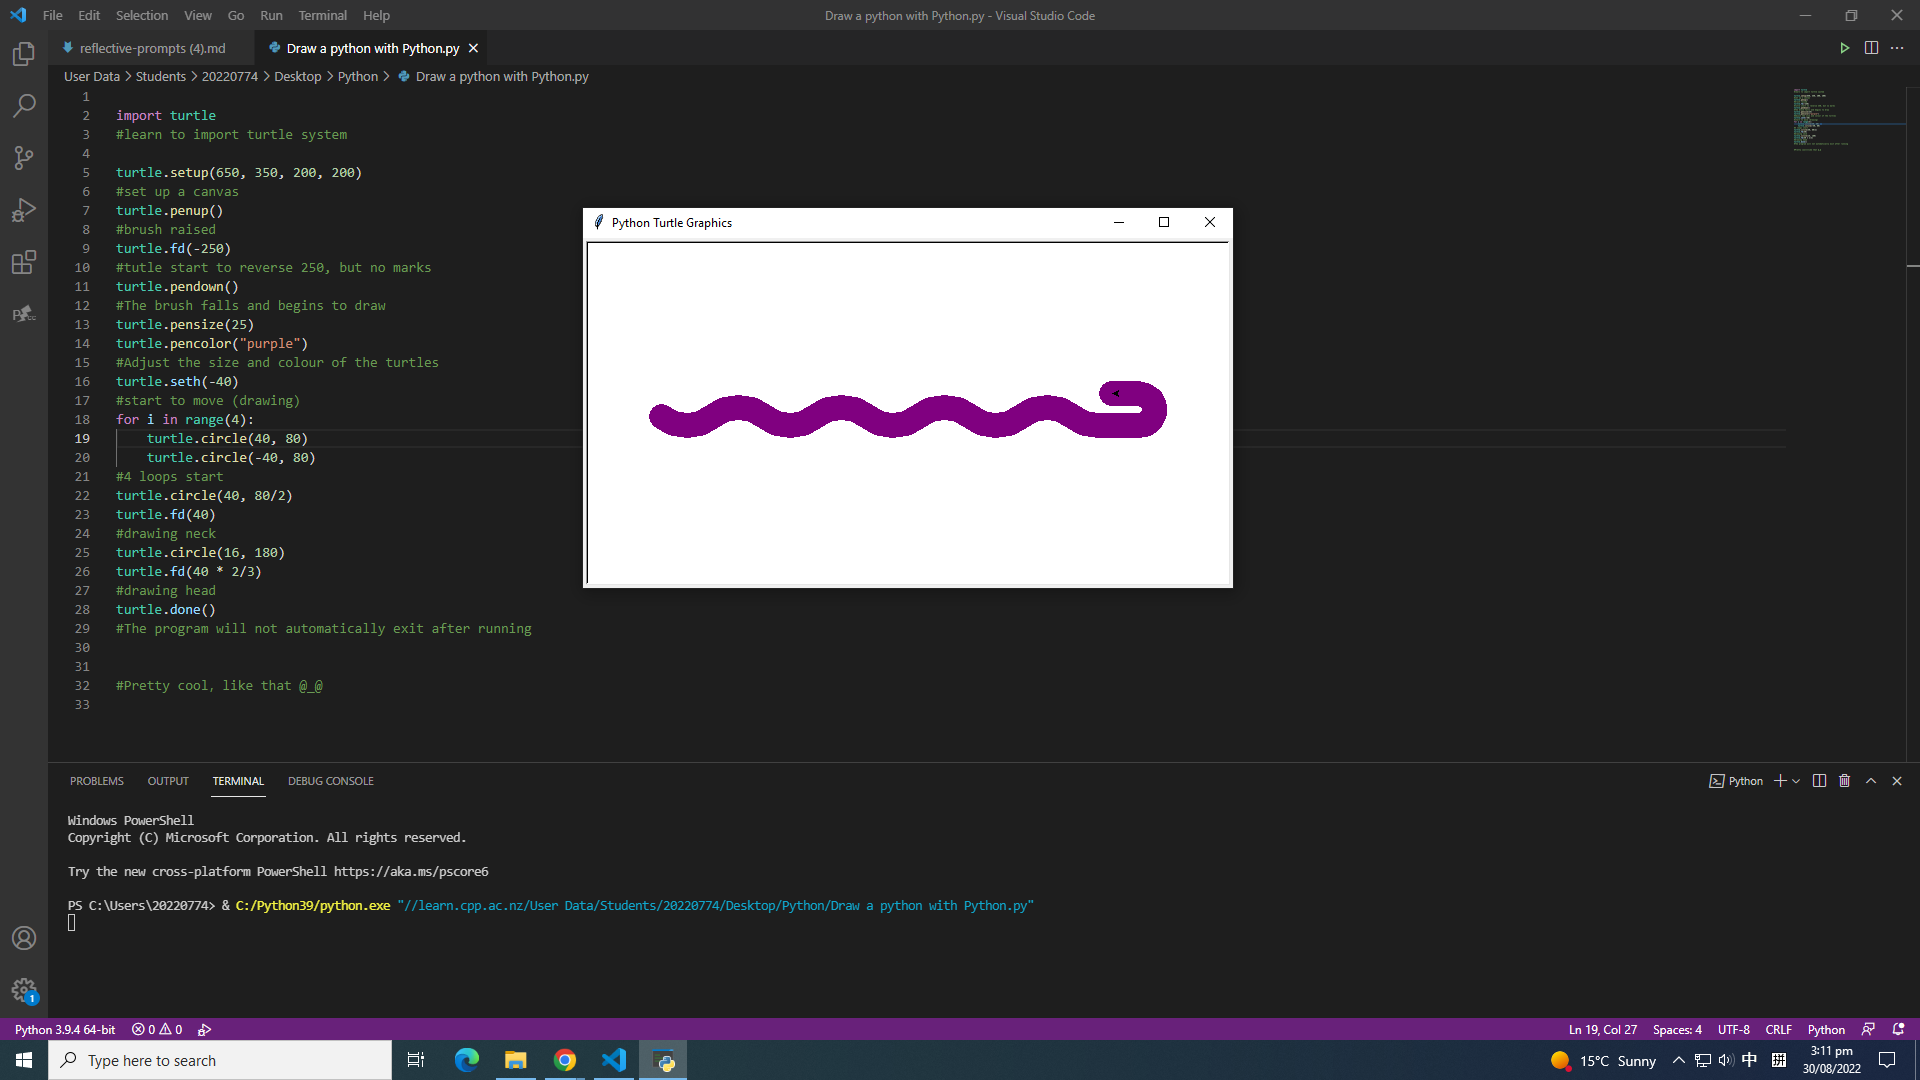 File Edit Selection View Go Run Terminal Help
Draw a python with Python.py - Visual Studio Code
reflective-prompts (4).md
Draw a python with Python.py
User Data > Students > 20220774 > Desktop > Python > Draw a python with Python.py
1
2 import turtle
3 #learn to import turtle system
4
5 turtle.setup(650, 350, 200, 200)
6 #set up a canvas
7 turtle.penup()
8 #brush raised
9 turtle.fd(-250)
10 #tutle start to reverse 250, but no marks
11 turtle.pendown()
12 #The brush falls and begins to draw
13 turtle.pensize(25)
14 turtle.pencolor("purple")
15 #Adjust the size and colour of the turtles
16 turtle.seth(-40)
17 #start to move (drawing)
18 for i in range(4):
19     turtle.circle(40, 80)
20     turtle.circle(-40, 80)
21 #4 loops start
22 turtle.circle(40, 80/2)
23 turtle.fd(40)
24 #drawing neck
25 turtle.circle(16, 180)
26 turtle.fd(40 * 2/3)
27 #drawing head
28 turtle.done()
29 #The program will not automatically exit after running
30
31
32 #Pretty cool, like that @_@
33
Python Turtle Graphics
PROBLEMS OUTPUT TERMINAL DEBUG CONSOLE
Python
Windows PowerShell
Copyright (C) Microsoft Corporation. All rights reserved.
Try the new cross-platform PowerShell https://aka.ms/pscore6
PS C:\Users\20220774> & C:/Python39/python.exe "//learn.cpp.ac.nz/User Data/Students/20220774/Desktop/Python/Draw a python with Python.py"
1
Python 3.9.4 64-bit 0 0
Ln 19, Col 27 Spaces: 4 UTF-8 CRLF Python
Type here to search
15°C Sunny
中
拼
3:11 pm
30/08/2022